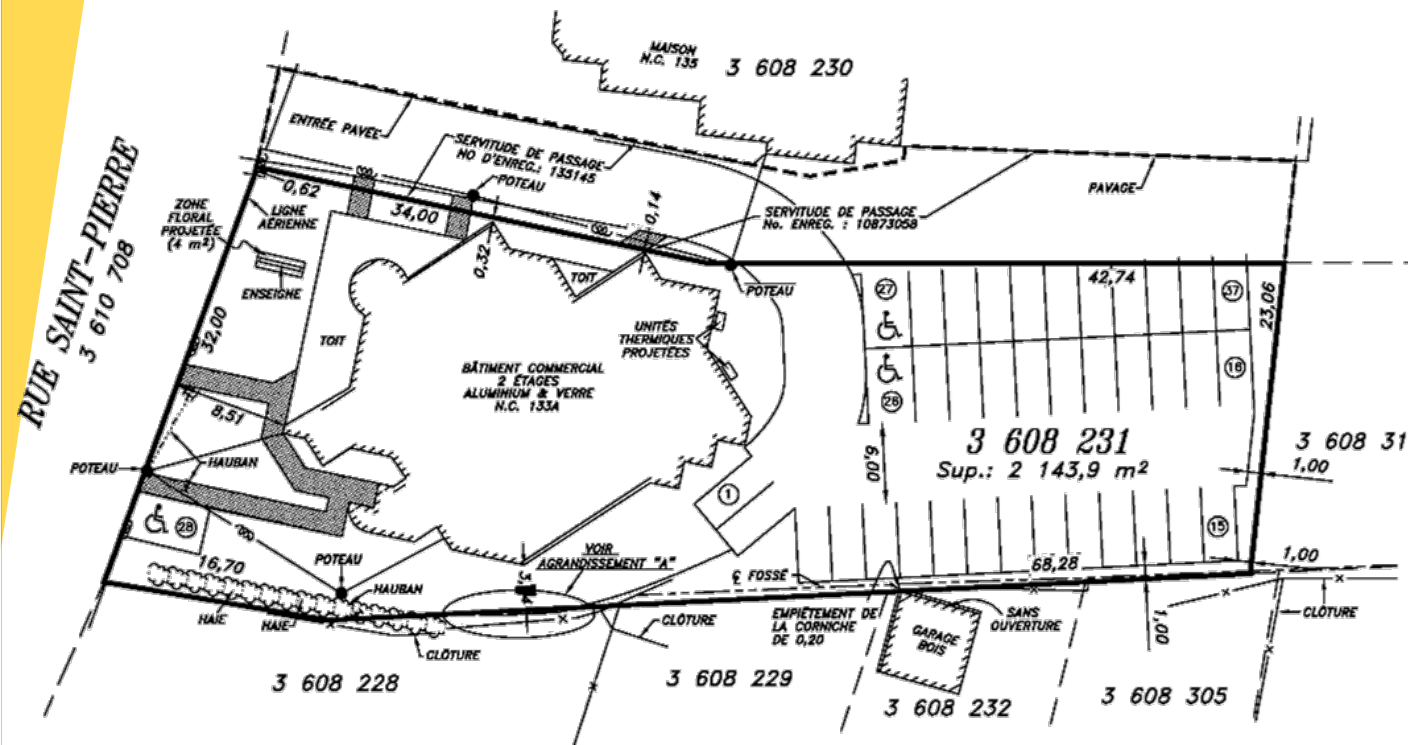 MAISON
N.C. 135
3 608 230
ENTRÉE PAVÉE
SERVITUDE DE PASSAGE
NO D'ENREG.: 135145
POTEAU
PAVAGE
RUE SAINT-PIERRE
3 610 708
0,62
34,00
0,14
ZONE
FLORAL
PROJETÉE
(4 m²)
LIGNE
AÉRIENNE
SERVITUDE DE PASSAGE
No. ENREG. : 10873058
ENSEIGNE
0,32
TOIT
POTEAU
27
42,74
37
23,06
32,00
TOIT
UNITÉS
THERMIQUES
PROJETÉES
BÂTIMENT COMMERCIAL
2 ÉTAGES
ALUMINIUM & VERRE
N.C. 133A
16
26
8,51
3 608 231
Sup.: 2 143,9 m²
6,00
3 608 31
1,00
POTEAU
HAUBAN
1
15
28
16,70
POTEAU
HAUBAN
VOIR
AGRANDISSEMENT "A"
68,28
1,00
FOSSÉ
HAIE
HAIE
CLÔTURE
CLÔTURE
EMPIÈTEMENT DE
LA CORNICHE
DE 0,20
GARAGE
BOIS
SANS
OUVERTURE
1,00
CLÔTURE
3 608 228
3 608 229
3 608 232
3 608 305